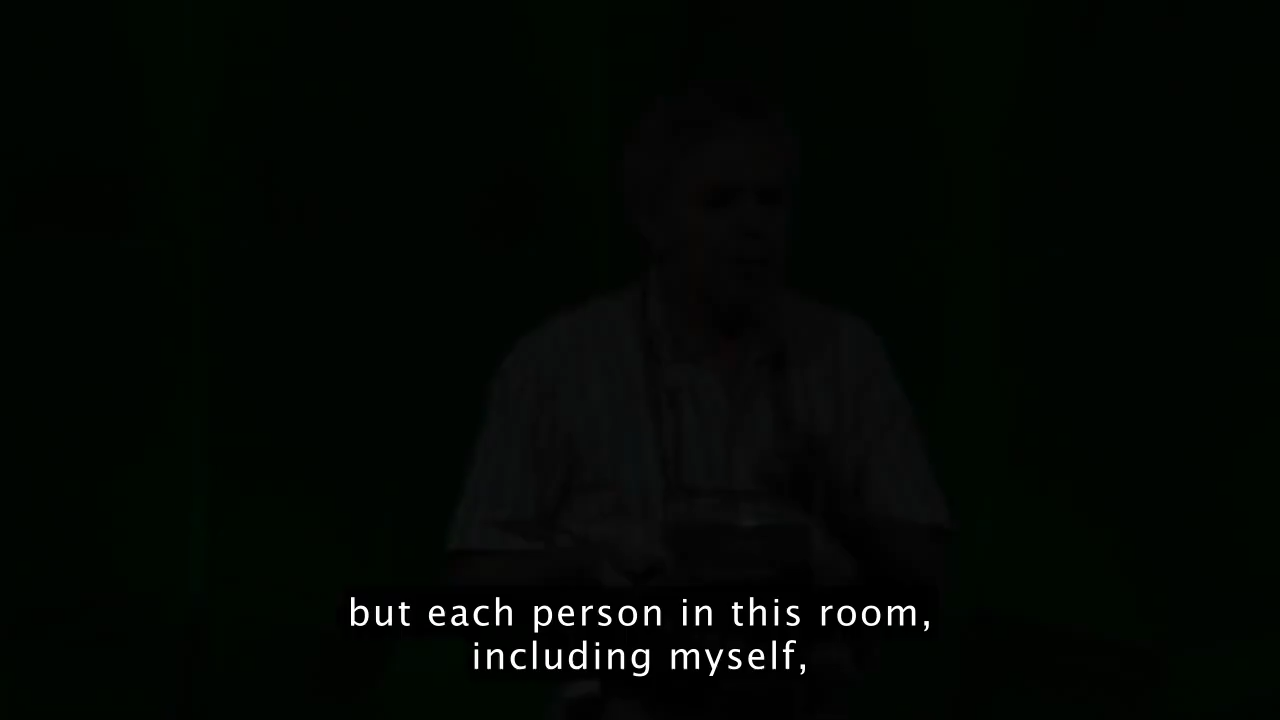 but each person in this room,
including myself,